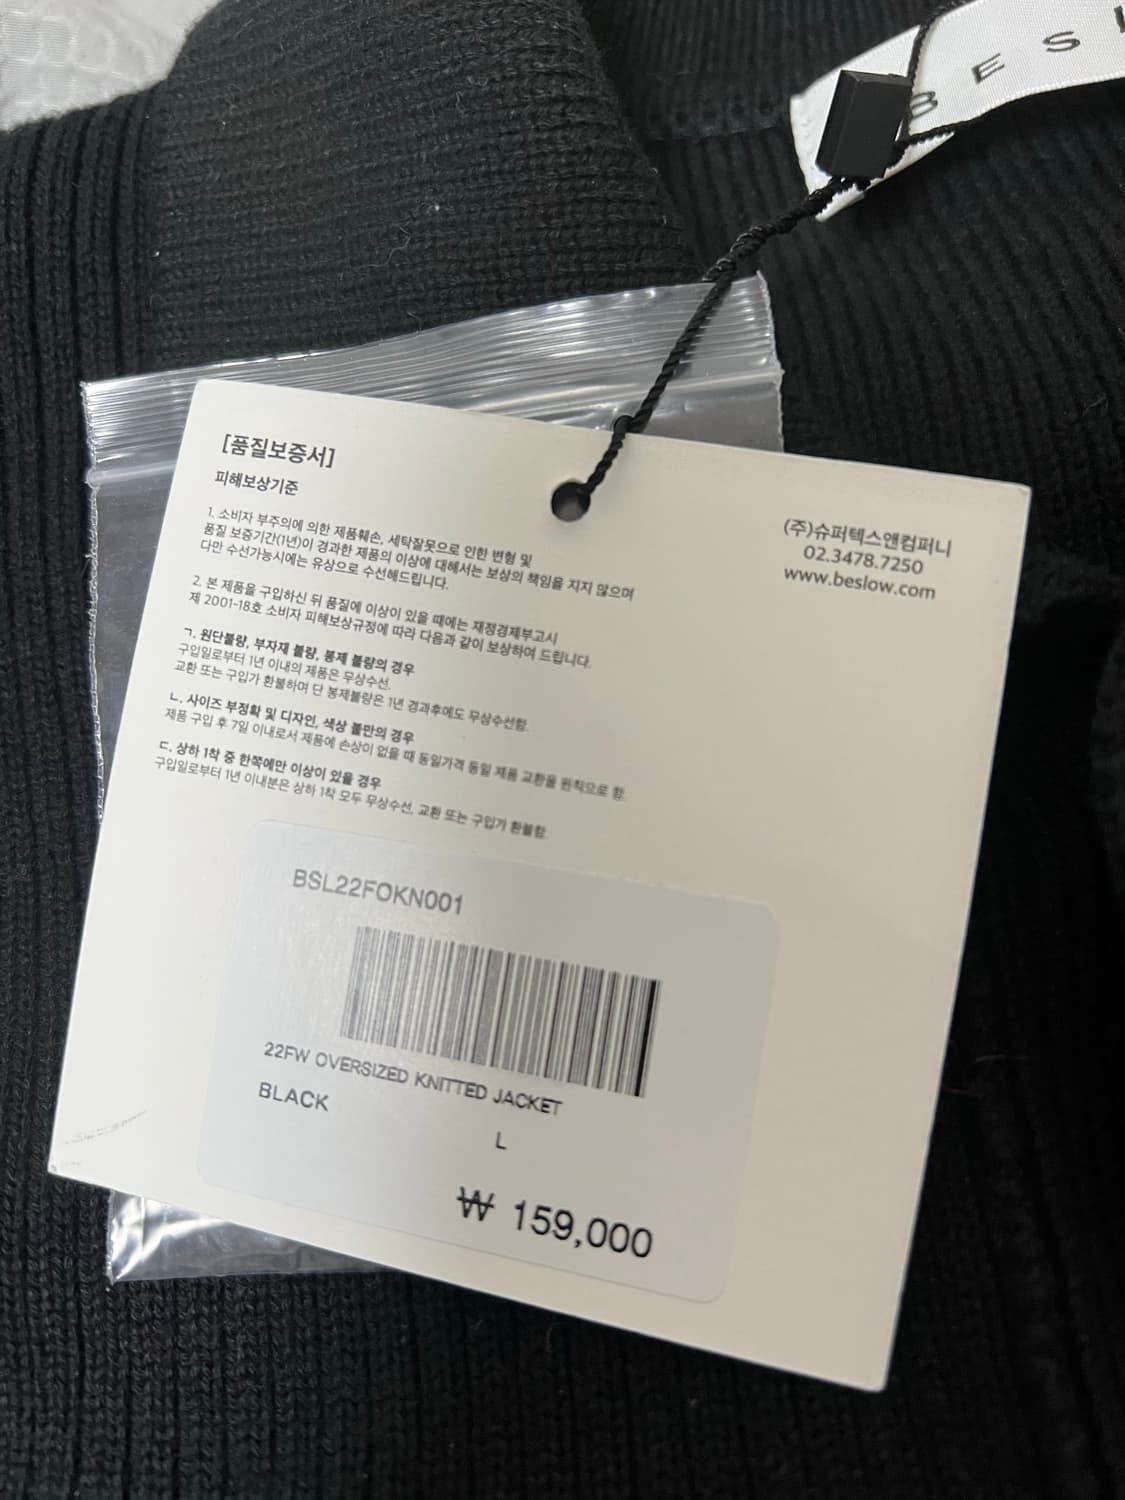 BES
[품질보증서]
피해보상기준
(주)슈퍼텍스앤컴퍼니
02.3478.7250
www.beslow.com
1. 소비자 부주의에 의한 제품훼손, 세탁잘못으로 인한 변형 및
품질 보증기간(1년)이 경과한 제품의 이상에 대해서는 보상의 책임을 지지 않으며
다만 수선가능시에는 유상으로 수선해드립니다.
2. 본 제품을 구입하신 뒤 품질에 이상이 있을 때에는 재정경제부고시
제 2001-18호 소비자 피해보상규정에 따라 다음과 같이 보상하여 드립니다.
ㄱ. 원단불량, 부자재 불량, 봉제 불량의 경우
구입일로부터 1년 이내의 제품은 무상수선.
교환 또는 구입가 환불하며 단 봉제불량은 1년 경과후에도 무상수선함.
ㄴ. 사이즈 부정확 및 디자인, 색상 불만의 경우
제품 구입 후 7일 이내로서 제품에 손상이 없을 때 동일가격 동일 제품 교환을 원칙으로 함.
ㄷ. 상하 1착 중 한쪽에만 이상이 있을 경우
구입일로부터 1년 이내분은 상하 1착 모두 무상수선, 교환 또는 구입가 환불함.
BSL22FOKN001
22FW OVERSIZED KNITTED JACKET
BLACK
L
₩ 159,000